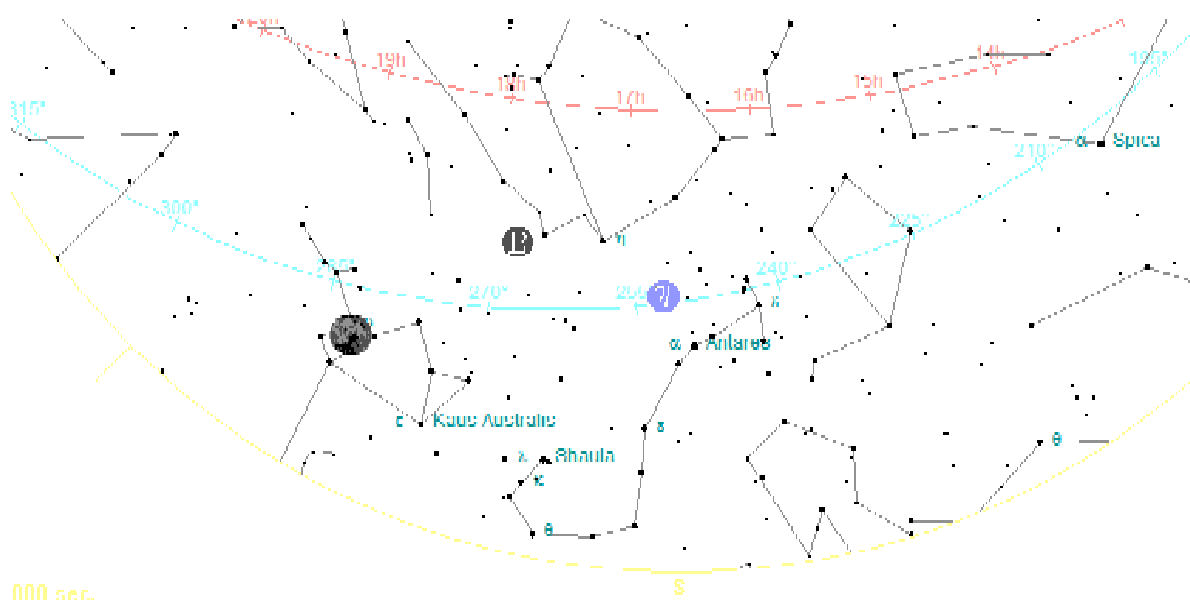 19h
18h
17h
16h
15h
14h
195°
315°
α Spica
210°
300°
225°
η
240°
270°
π
α Antares
ε Kaus Australis
ε
λ Shaula
κ
θ
θ
S
000 sec.